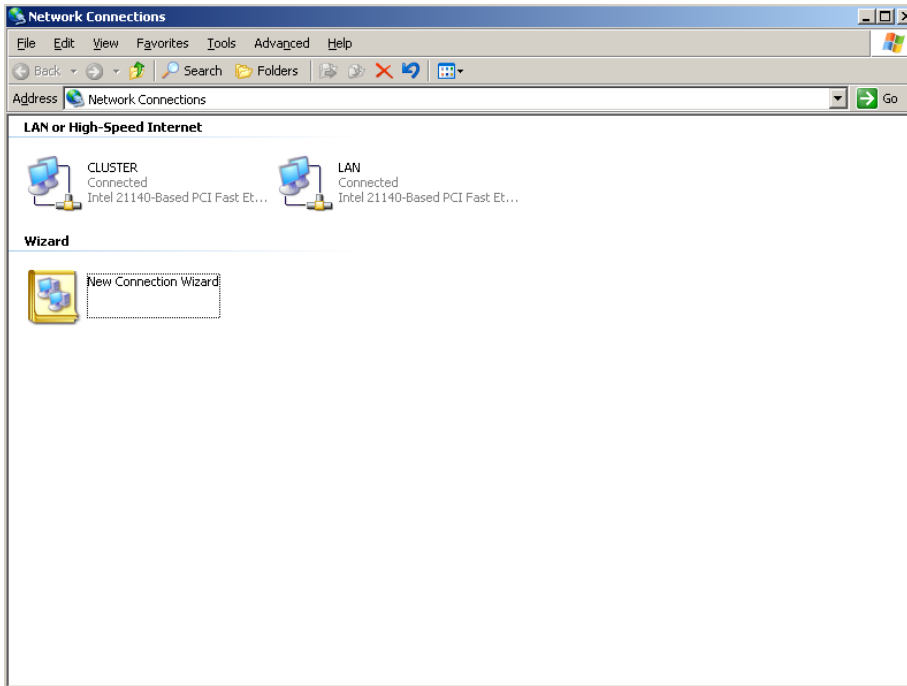 Network Connections
File Edit View Favorites Tools Advanced Help
Back Search Folders
Address Network Connections Go
LAN or High-Speed Internet
CLUSTER
Connected
Intel 21140-Based PCI Fast Et...
LAN
Connected
Intel 21140-Based PCI Fast Et...
Wizard
New Connection Wizard